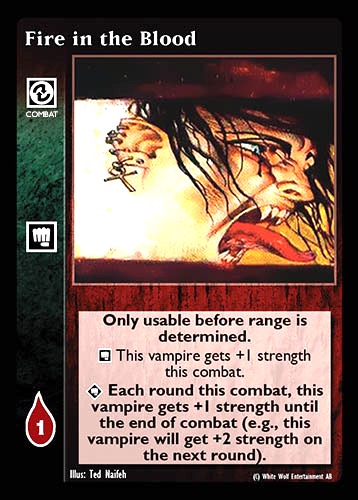 Fire in the Blood
COMBAT
Only usable before range is
determined.
This vampire gets +1 strength
this combat.
Each round this combat, this
vampire gets +1 strength until
the end of combat (e.g., this
vampire will get +2 strength on
the next round).
1
Illus: Ted Naifeh
(C) White Wolf Entertainment AB